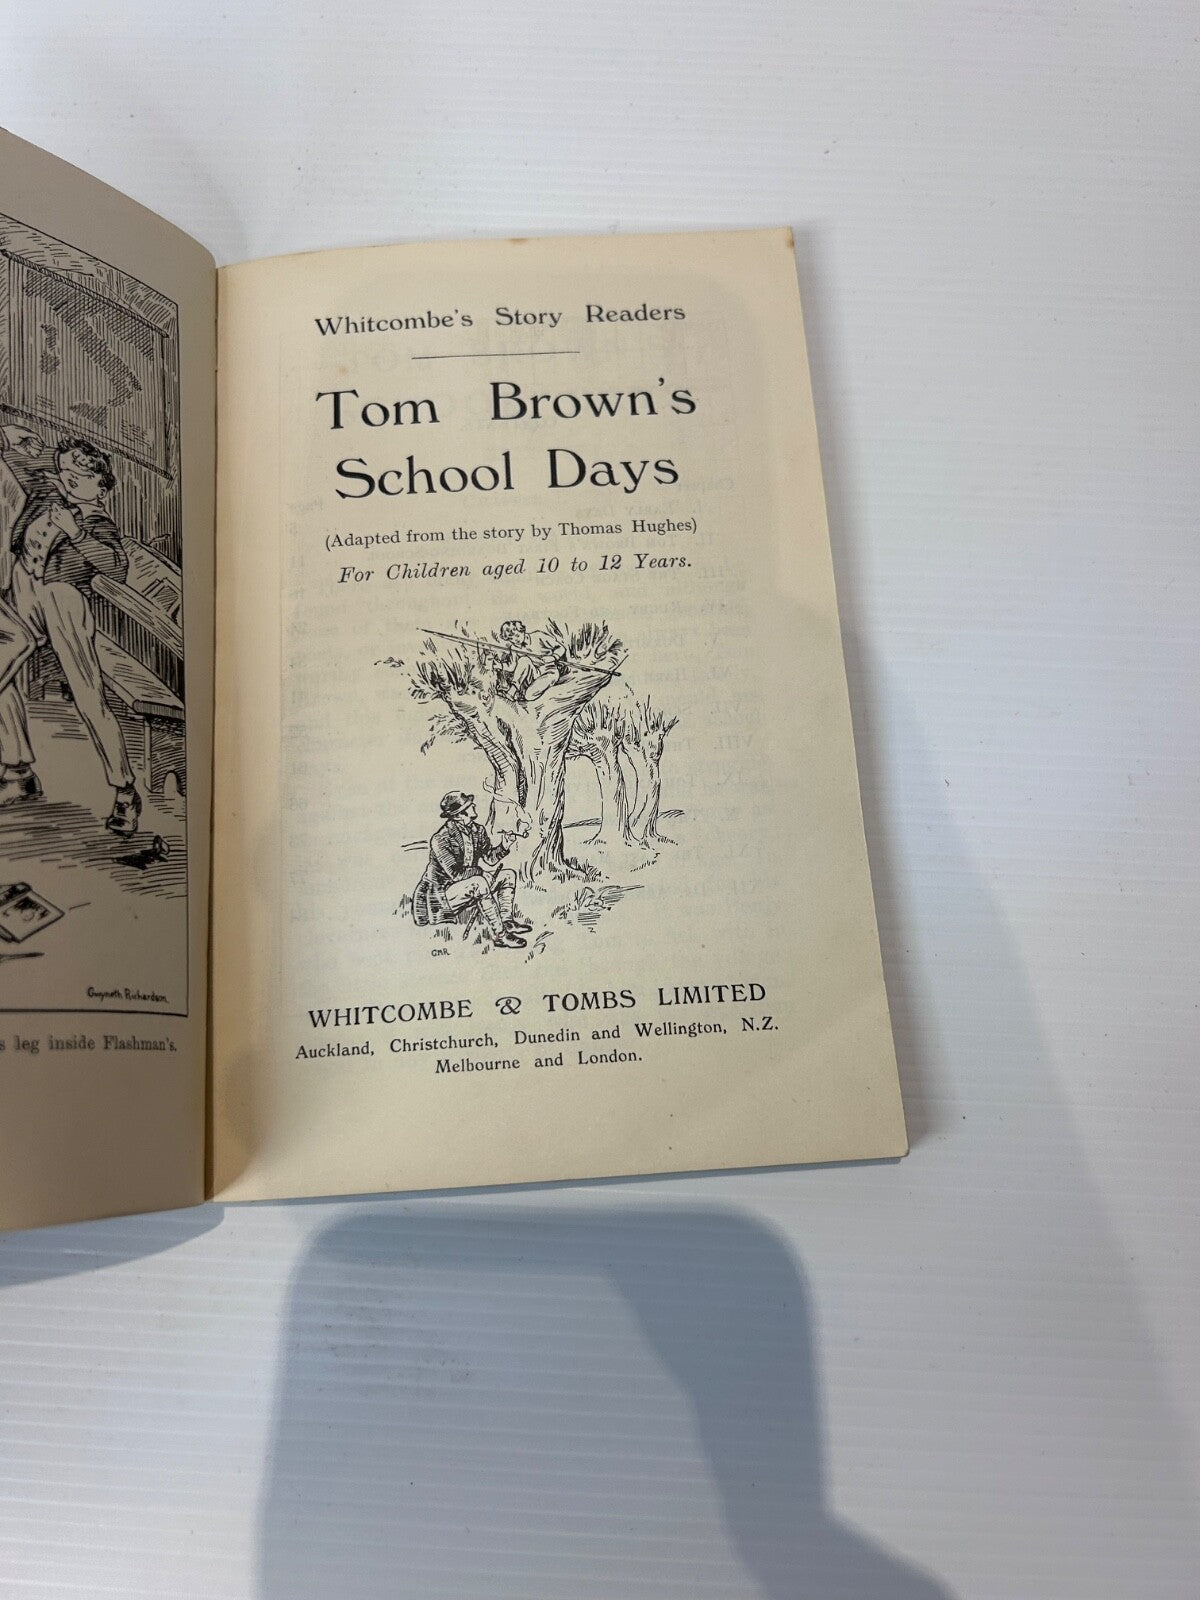 Gwyneth Richardson
leg inside Flashman's.
Whitcombe's Story Readers
Tom Brown's
School Days
(Adapted from the story by Thomas Hughes)
For Children aged 10 to 12 Years.
GMR
WHITCOMBE & TOMBS LIMITED
Auckland, Christchurch, Dunedin and Wellington, N.Z.
Melbourne and London.